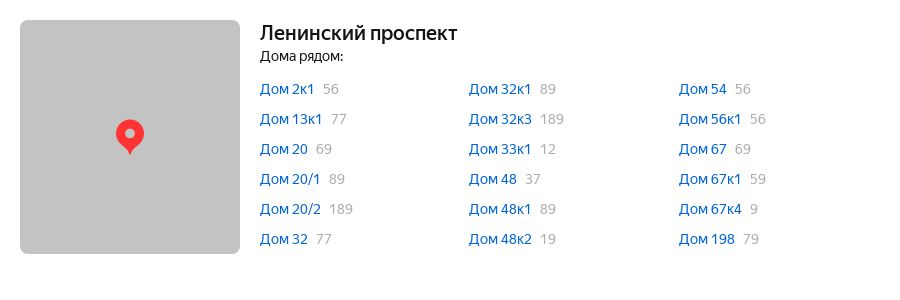 Ленинский проспект
Дома рядом:
Дом 2к1 56
Дом 13к1 77
Дом 20 69
Дом 20/1 89
Дом 20/2 189
Дом 32 77
Дом 32к1 89
Дом 32к3 189
Дом 33к1 12
Дом 48 37
Дом 48к1 89
Дом 48к2 19
Дом 54 56
Дом 56к1 56
Дом 67 69
Дом 67к1 59
Дом 67к4 9
Дом 198 79